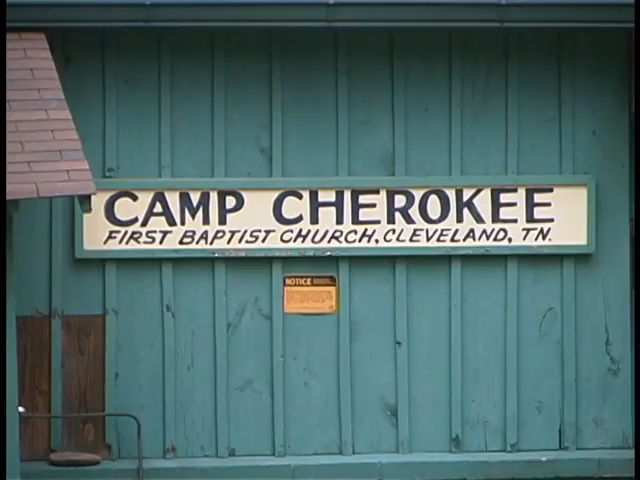 CAMP CHEROKEE
FIRST BAPTIST CHURCH, CLEVELAND, TN.
NOTICE